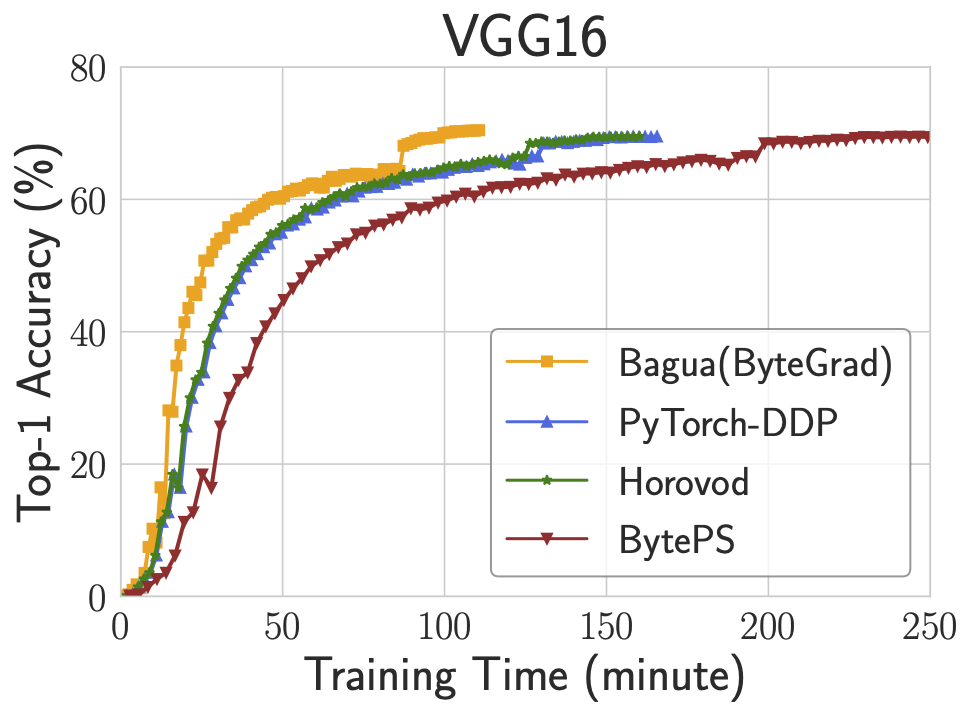 VGG16
80
60
40
20
0
Top-1 Accuracy (%)
Bagua(ByteGrad)
PyTorch-DDP
Horovod
BytePS
0 50 100 150 200 250
Training Time (minute)